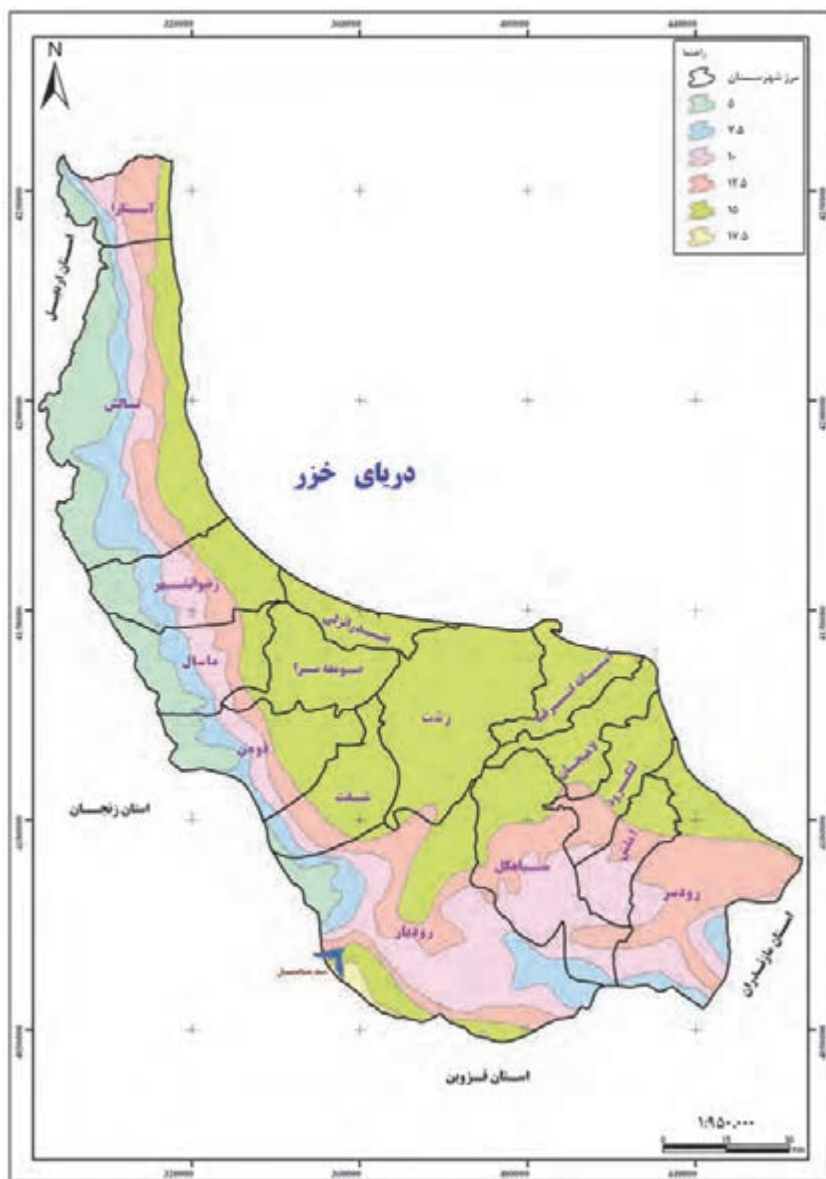 N
راهنما
مرز شهرستان
۵
۷.۵
۱۰
۱۲.۵
۱۵
۱۷.۵
آستارا
استان اردبیل
تالش
دریای خزر
رضوانشهر
بندرانزلی
ماسال
صومعه سرا
آستانه اشرفیه
رشت
لاهیجان
فومن
لنگرود
شفت
استان زنجان
املش
سیاهکل
رودسر
رودبار
استان مازندران
استان قزوین
۱:۹۵۰,۰۰۰